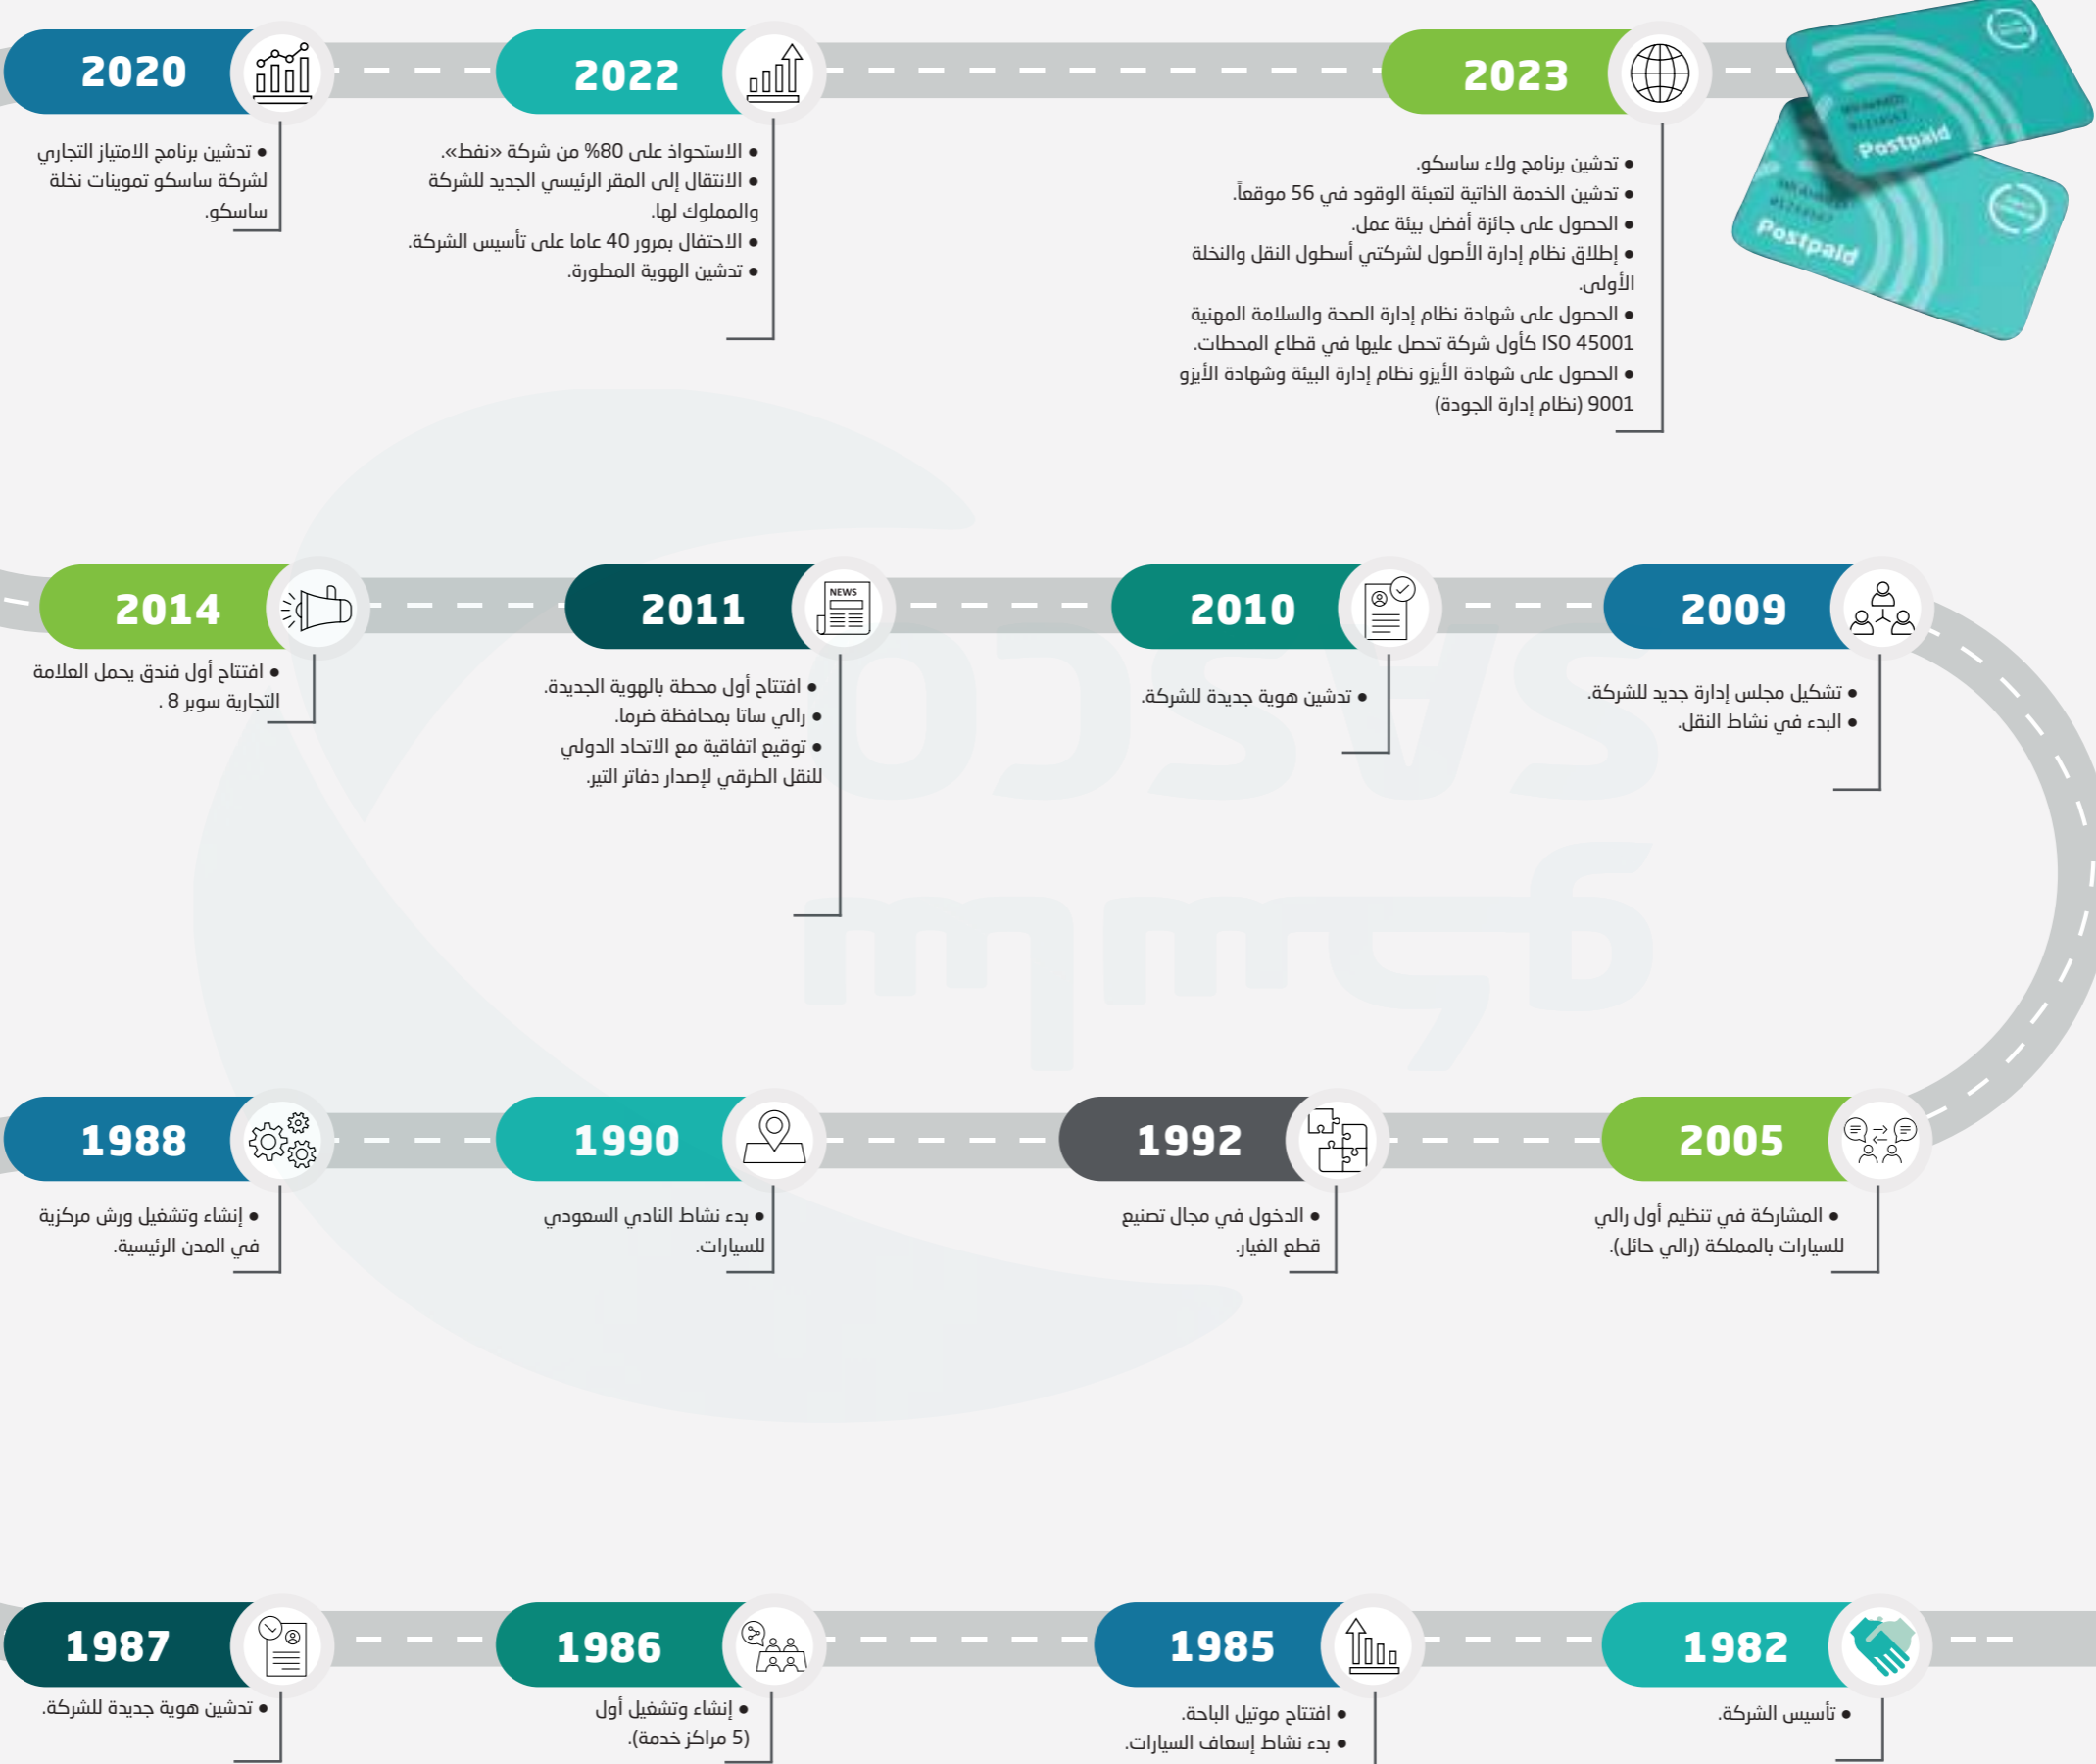 2023
• تدشين برنامج ولاء ساسكو.
• تدشين الخدمة الذاتية لتعبئة الوقود في 56 موقعاً.
• الحصول على جائزة أفضل بيئة عمل.
• إطلاق نظام إدارة الأصول لشركتي أسطول النقل والنخلة
الأولى.
• الحصول على شهادة نظام إدارة الصحة والسلامة المهنية
ISO 45001 كأول شركة تحصل عليها في قطاع المحطات.
• الحصول على شهادة الأيزو نظام إدارة البيئة وشهادة الأيزو
9001 (نظام إدارة الجودة)
Postpaid
Postpaid
2022
• الاستحواذ على 80% من شركة «نفط».
• الانتقال إلى المقر الرئيسي الجديد للشركة
والمملوك لها.
• الاحتفال بمرور 40 عاما على تأسيس الشركة.
• تدشين الهوية المطورة.
2020
• تدشين برنامج الامتياز التجاري
لشركة ساسكو تموينات نخلة
ساسكو.
2009
• تشكيل مجلس إدارة جديد للشركة.
• البدء في نشاط النقل.
2010
• تدشين هوية جديدة للشركة.
2011
NEWS
• افتتاح أول محطة بالهوية الجديدة.
• رالي ساتا بمحافظة ضرما.
• توقيع اتفاقية مع الاتحاد الدولي
للنقل الطرقي لإصدار دفاتر التير.
2014
• افتتاح أول فندق يحمل العلامة
التجارية سوبر 8 .
SASCO
ساسكو
2005
• المشاركة في تنظيم أول رالي
للسيارات بالمملكة (رالي حائل).
1992
• الدخول في مجال تصنيع
قطع الغيار.
1990
• بدء نشاط النادي السعودي
للسيارات.
1988
• إنشاء وتشغيل ورش مركزية
في المدن الرئيسية.
1982
• تأسيس الشركة.
1985
• افتتاح موتيل الباحة.
• بدء نشاط إسعاف السيارات.
1986
• إنشاء وتشغيل أول
(5 مراكز خدمة).
1987
• تدشين هوية جديدة للشركة.